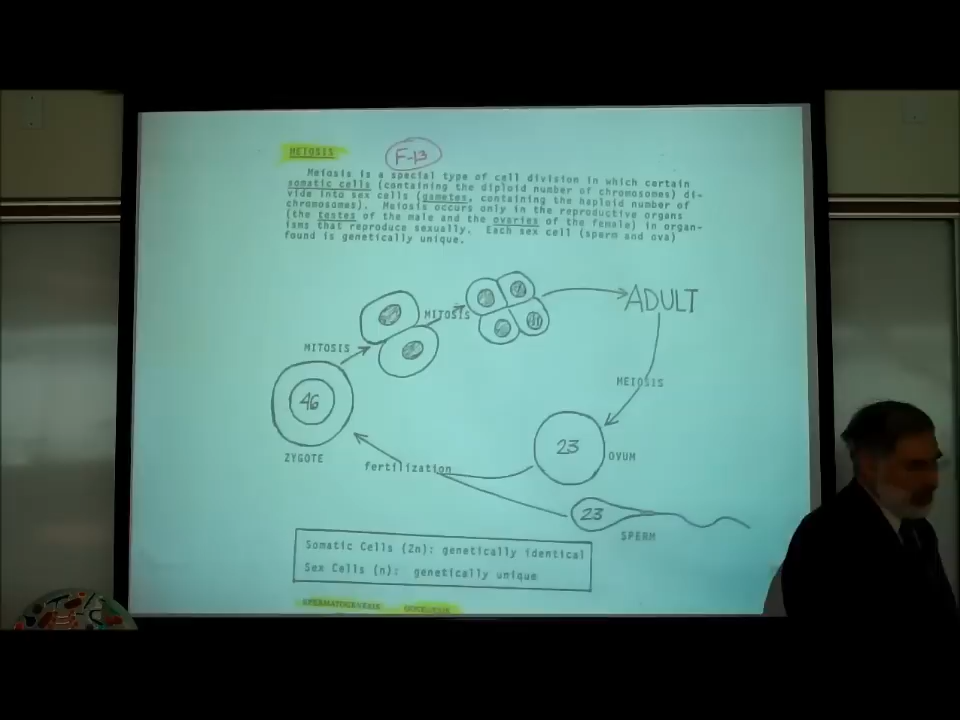 MEIOSIS
F-13
Meiosis is a special type of cell division in which certain
somatic cells (containing the diploid number of chromosomes) di-
vide into sex cells (gametes, containing the haploid number of
chromosomes). Meiosis occurs only in the reproductive organs
(the testes of the male and the ovaries of the female) in organ-
isms that reproduce sexually. Each sex cell (sperm and ova)
found is genetically unique.
ADULT
MITOSIS
MITOSIS
MEIOSIS
46
ZYGOTE
23
OVUM
fertilization
23
SPERM
Somatic Cells (2n): genetically identical
Sex Cells (n): genetically unique
SPERMATOGENESIS OOGENESIS